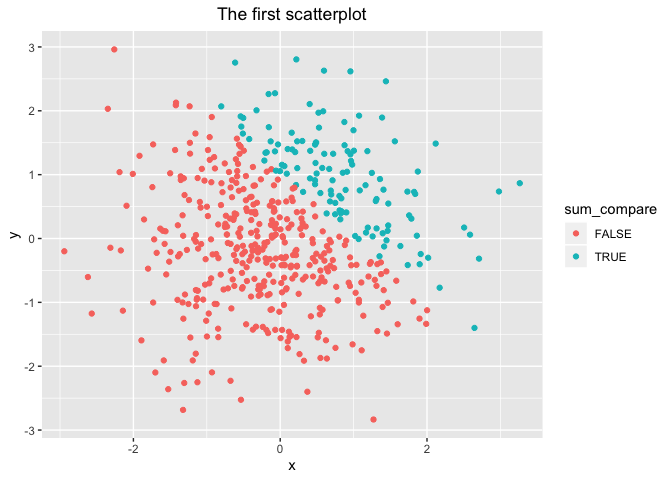 The first scatterplot
y
3
2
1
0
-1
-2
-3
-2
0
2
x
sum_compare
FALSE
TRUE